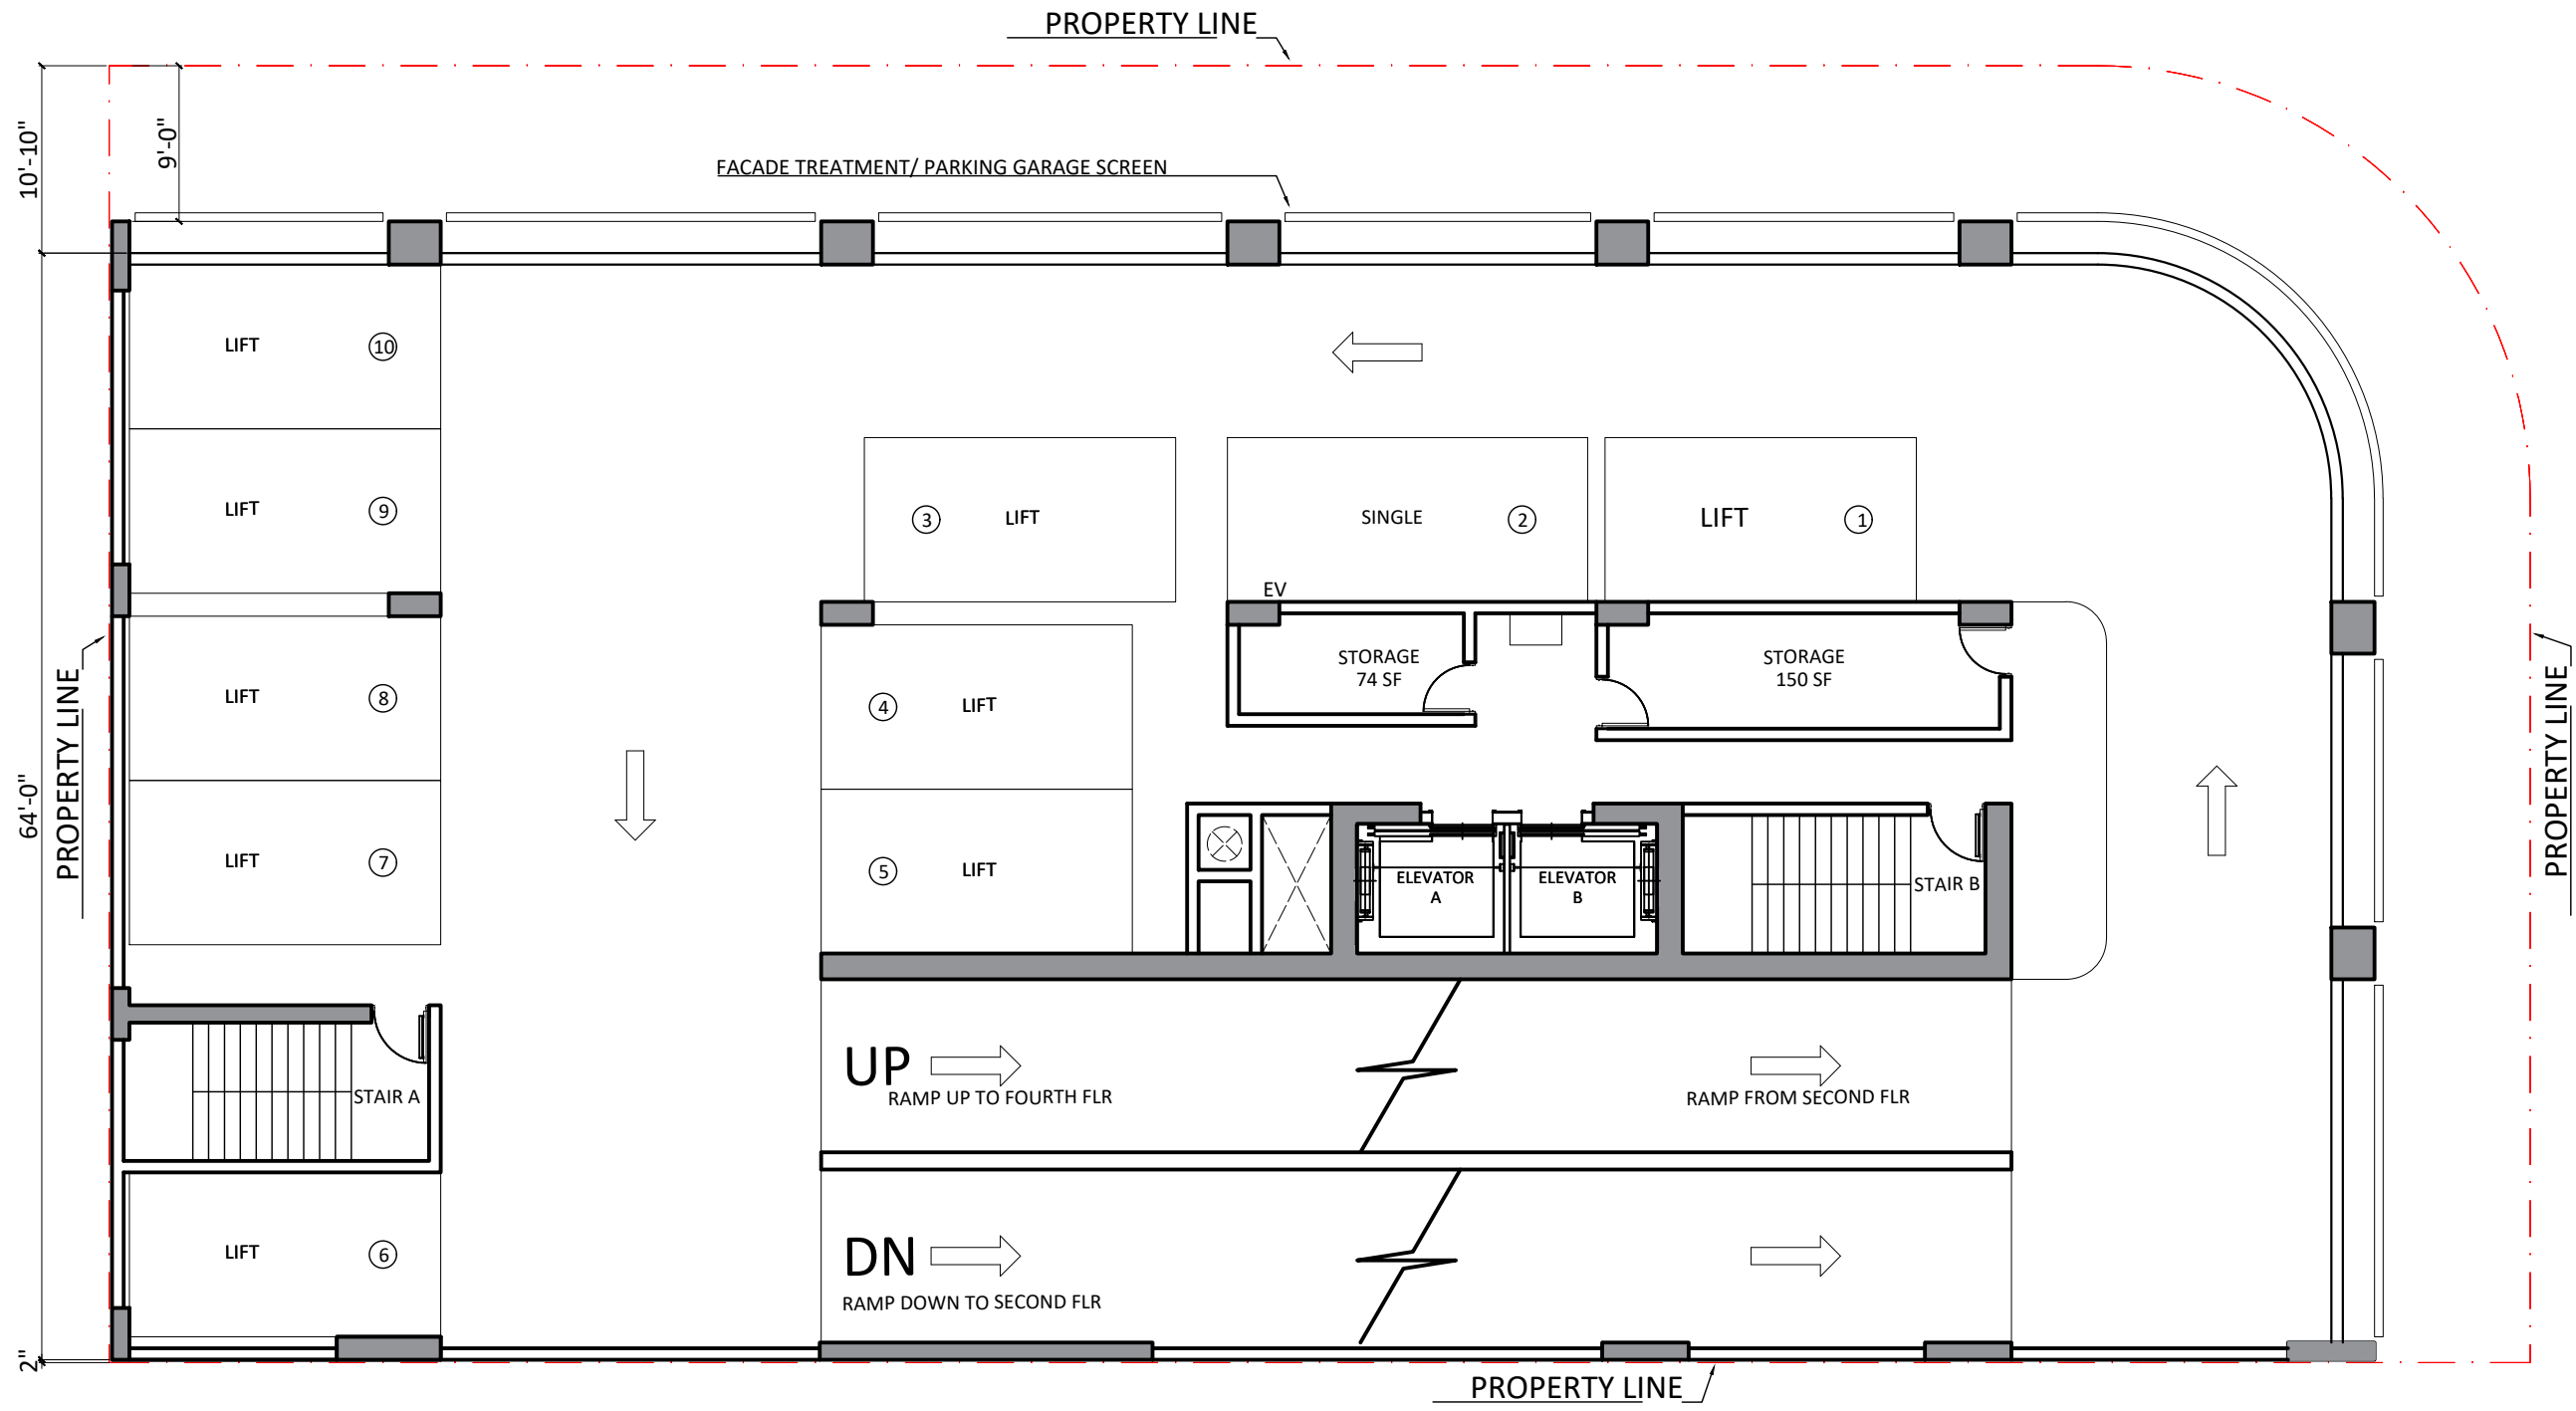 PROPERTY LINE
10'-10"
9'-0"
FACADE TREATMENT/ PARKING GARAGE SCREEN
LIFT
10
LIFT
9
3
LIFT
SINGLE
2
LIFT
1
EV
STORAGE
74 SF
STORAGE
150 SF
PROPERTY LINE
PROPERTY LINE
LIFT
8
4
LIFT
64'-0"
LIFT
7
5
LIFT
ELEVATOR
A
ELEVATOR
B
STAIR B
STAIR A
UP
RAMP UP TO FOURTH FLR
RAMP FROM SECOND FLR
LIFT
6
DN
RAMP DOWN TO SECOND FLR
2"
PROPERTY LINE